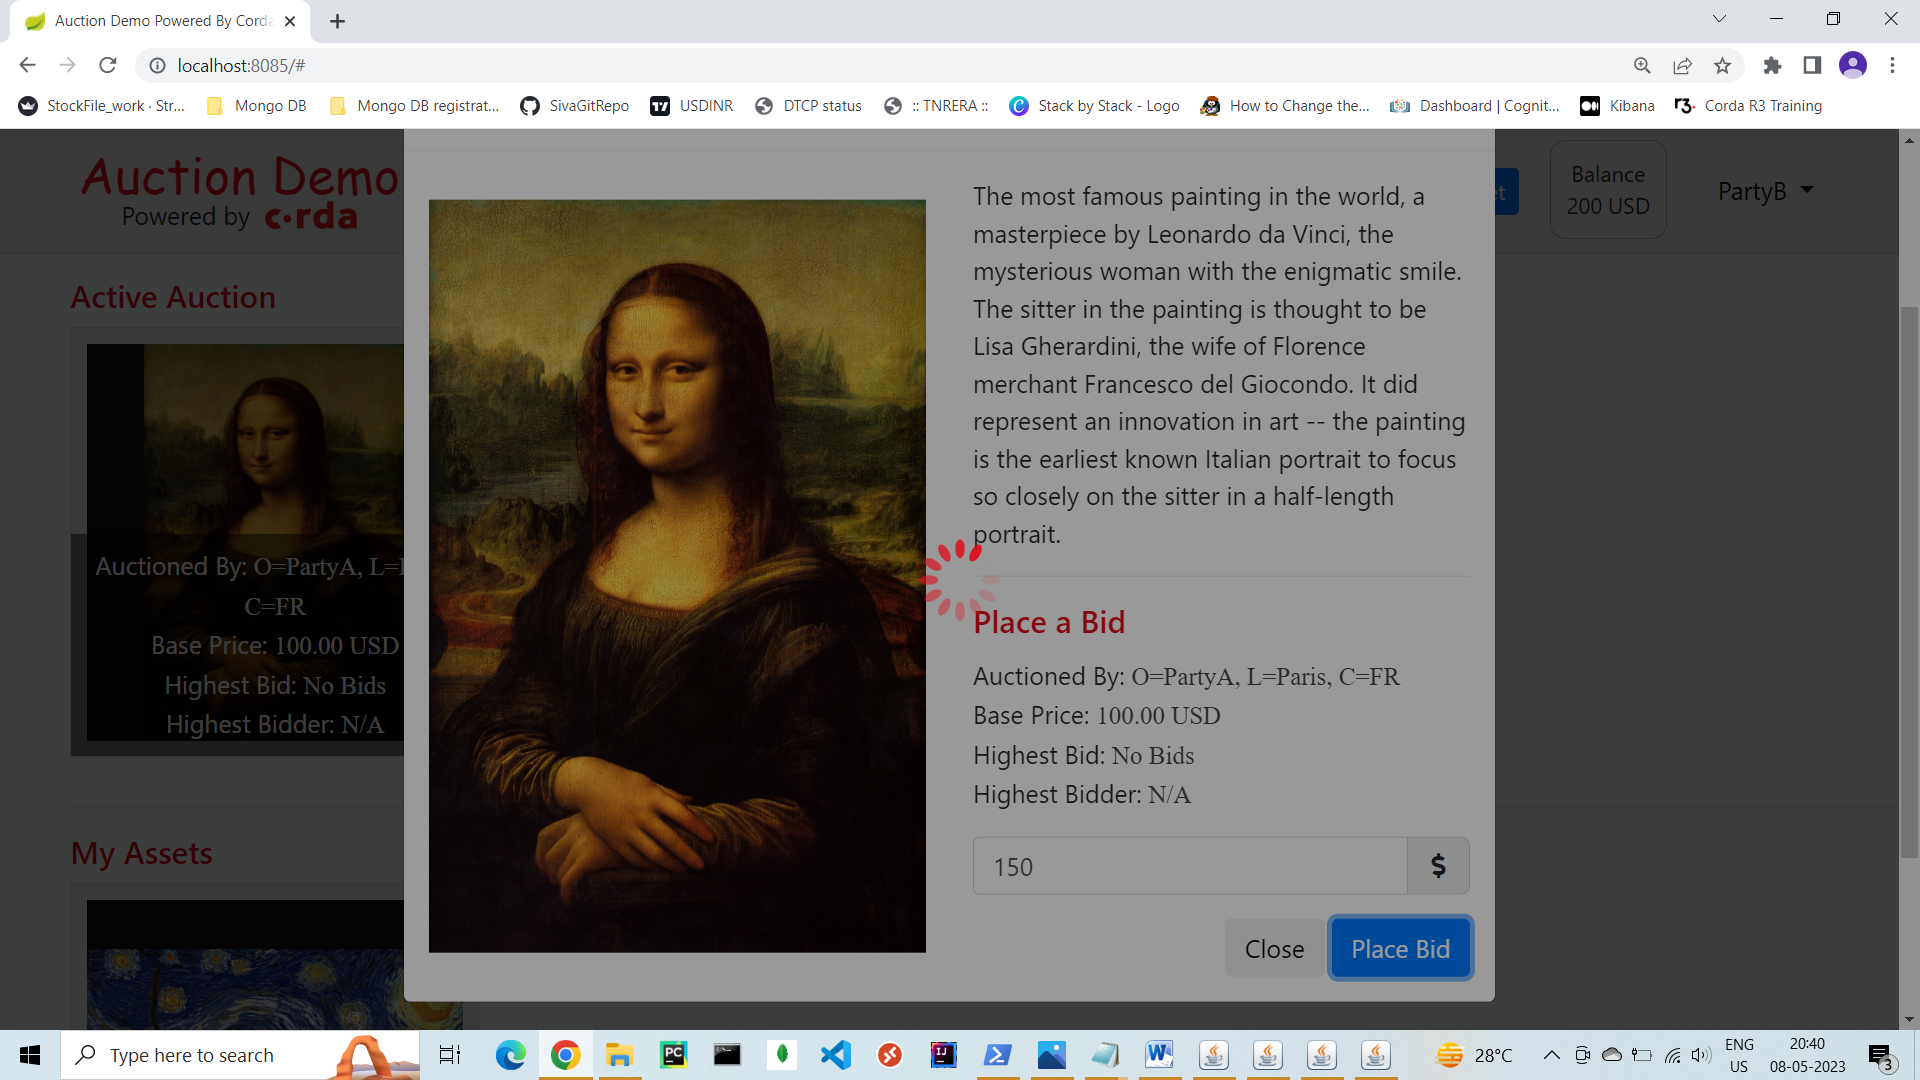 Auction Demo Powered By Corda
localhost:8085/#
StockFile_work · Str...
Mongo DB
Mongo DB registrat...
SivaGitRepo
USDINR
DTCP status
:: TNRERA ::
Stack by Stack - Logo
How to Change the...
Dashboard | Cognit...
Kibana
r3.
Corda R3 Training
Auction Demo
Powered by c·rda
et
Balance
200 USD
PartyB
Active Auction
Auctioned By: O=PartyA, L=
C=FR
Base Price: 100.00 USD
Highest Bid: No Bids
Highest Bidder: N/A
My Assets
The most famous painting in the world, a
masterpiece by Leonardo da Vinci, the
mysterious woman with the enigmatic smile.
The sitter in the painting is thought to be
Lisa Gherardini, the wife of Florence
merchant Francesco del Giocondo. It did
represent an innovation in art -- the painting
is the earliest known Italian portrait to focus
so closely on the sitter in a half-length
portrait.
Place a Bid
Auctioned By: O=PartyA, L=Paris, C=FR
Base Price: 100.00 USD
Highest Bid: No Bids
Highest Bidder: N/A
150
$
Close
Place Bid
Type here to search
PC
IJ
W
28°C
ENG
US
20:40
08-05-2023
3